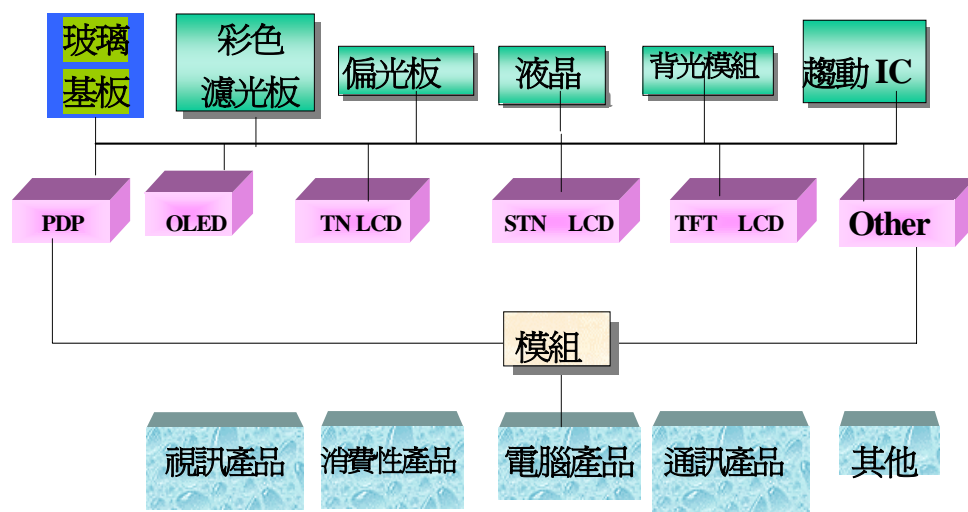 玻璃
基板
彩色
濾光板
偏光板
液晶
背光模組
趨動 IC
PDP
OLED
TN LCD
STN LCD
TFT LCD
Other
模組
視訊產品
消費性產品
電腦產品
通訊產品
其他